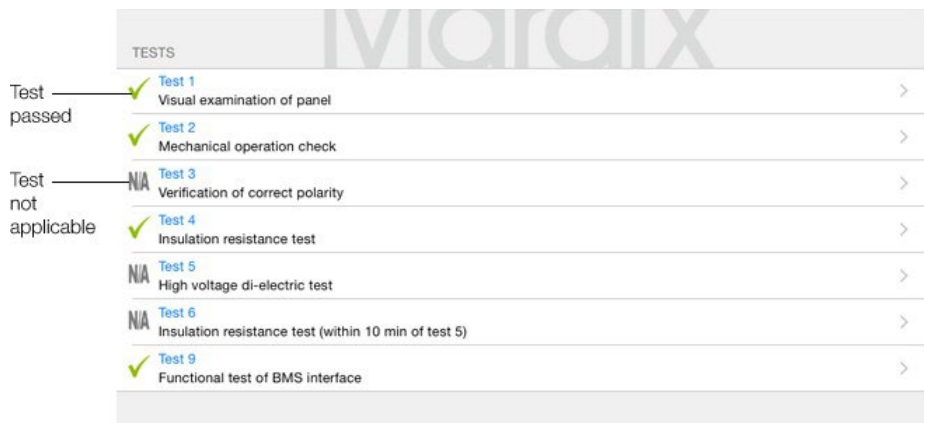 Mardix
TESTS
Test passed
Test 1
Visual examination of panel
Test 2
Mechanical operation check
Test not applicable
N/A
Test 3
Verification of correct polarity
Test 4
Insulation resistance test
N/A
Test 5
High voltage di-electric test
N/A
Test 6
Insulation resistance test (within 10 min of test 5)
Test 9
Functional test of BMS interface